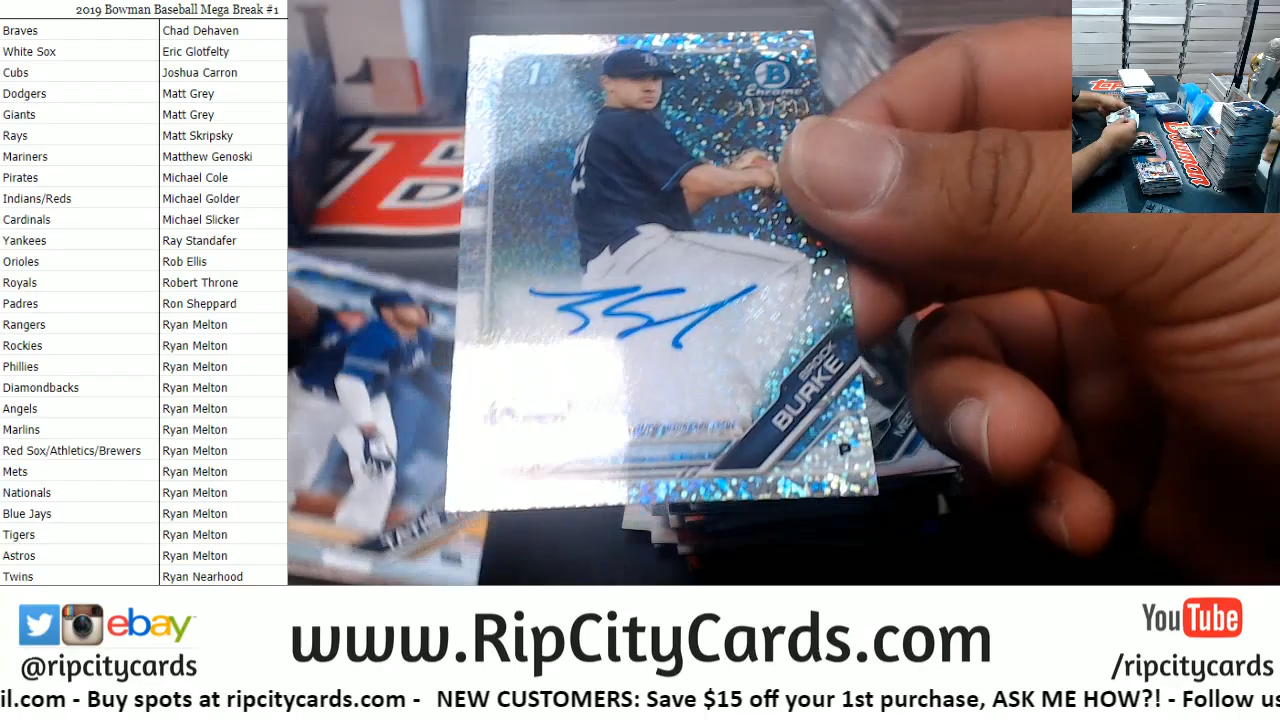 2019 Bowman Baseball Mega Break #1
Braves Chad Dehaven
White Sox Eric Glotfelty
Cubs Joshua Carron
Dodgers Matt Grey
Giants Matt Grey
Rays Matt Skripsky
Mariners Matthew Genoski
Pirates Michael Cole
Indians/Reds Michael Golder
Cardinals Michael Slicker
Yankees Ray Standafer
Orioles Rob Ellis
Royals Robert Throne
Padres Ron Sheppard
Rangers Ryan Melton
Rockies Ryan Melton
Phillies Ryan Melton
Diamondbacks Ryan Melton
Angels Ryan Melton
Marlins Ryan Melton
Red Sox/Athletics/Brewers Ryan Melton
Mets Ryan Melton
Nationals Ryan Melton
Blue Jays Ryan Melton
Tigers Ryan Melton
Astros Ryan Melton
Twins Ryan Nearhood
1
B
Chrome
TB
BROCK
BURKE
P
Bowman
ebay
@ripcitycards
www.RipCityCards.com
YouTube
/ripcitycards
il.com - Buy spots at ripcitycards.com - NEW CUSTOMERS: Save $15 off your 1st purchase, ASK ME HOW?! - Follow us